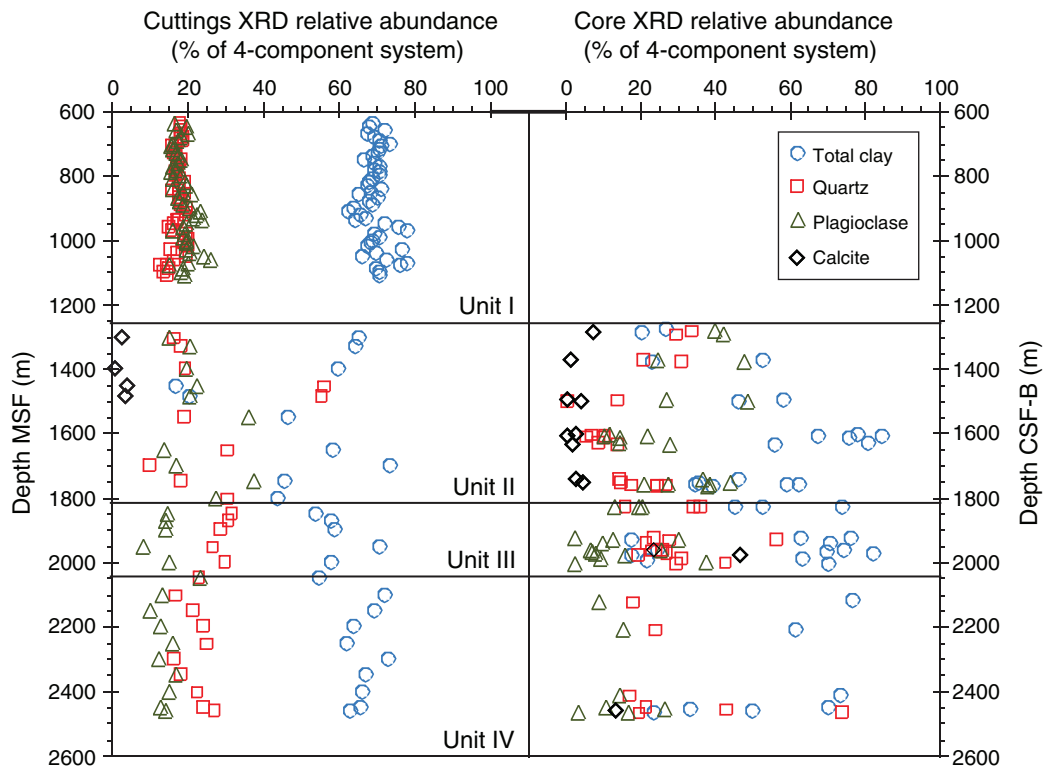 Cuttings XRD relative abundance
(% of 4-component system)
Core XRD relative abundance
(% of 4-component system)
0 20 40 60 80 100
0 20 40 60 80 100
600
800
1000
1200
1400
1600
1800
2000
2200
2400
2600
Depth MSF (m)
600
800
1000
1200
1400
1600
1800
2000
2200
2400
2600
Depth CSF-B (m)
Total clay
Quartz
Plagioclase
Calcite
Unit I
Unit II
Unit III
Unit IV